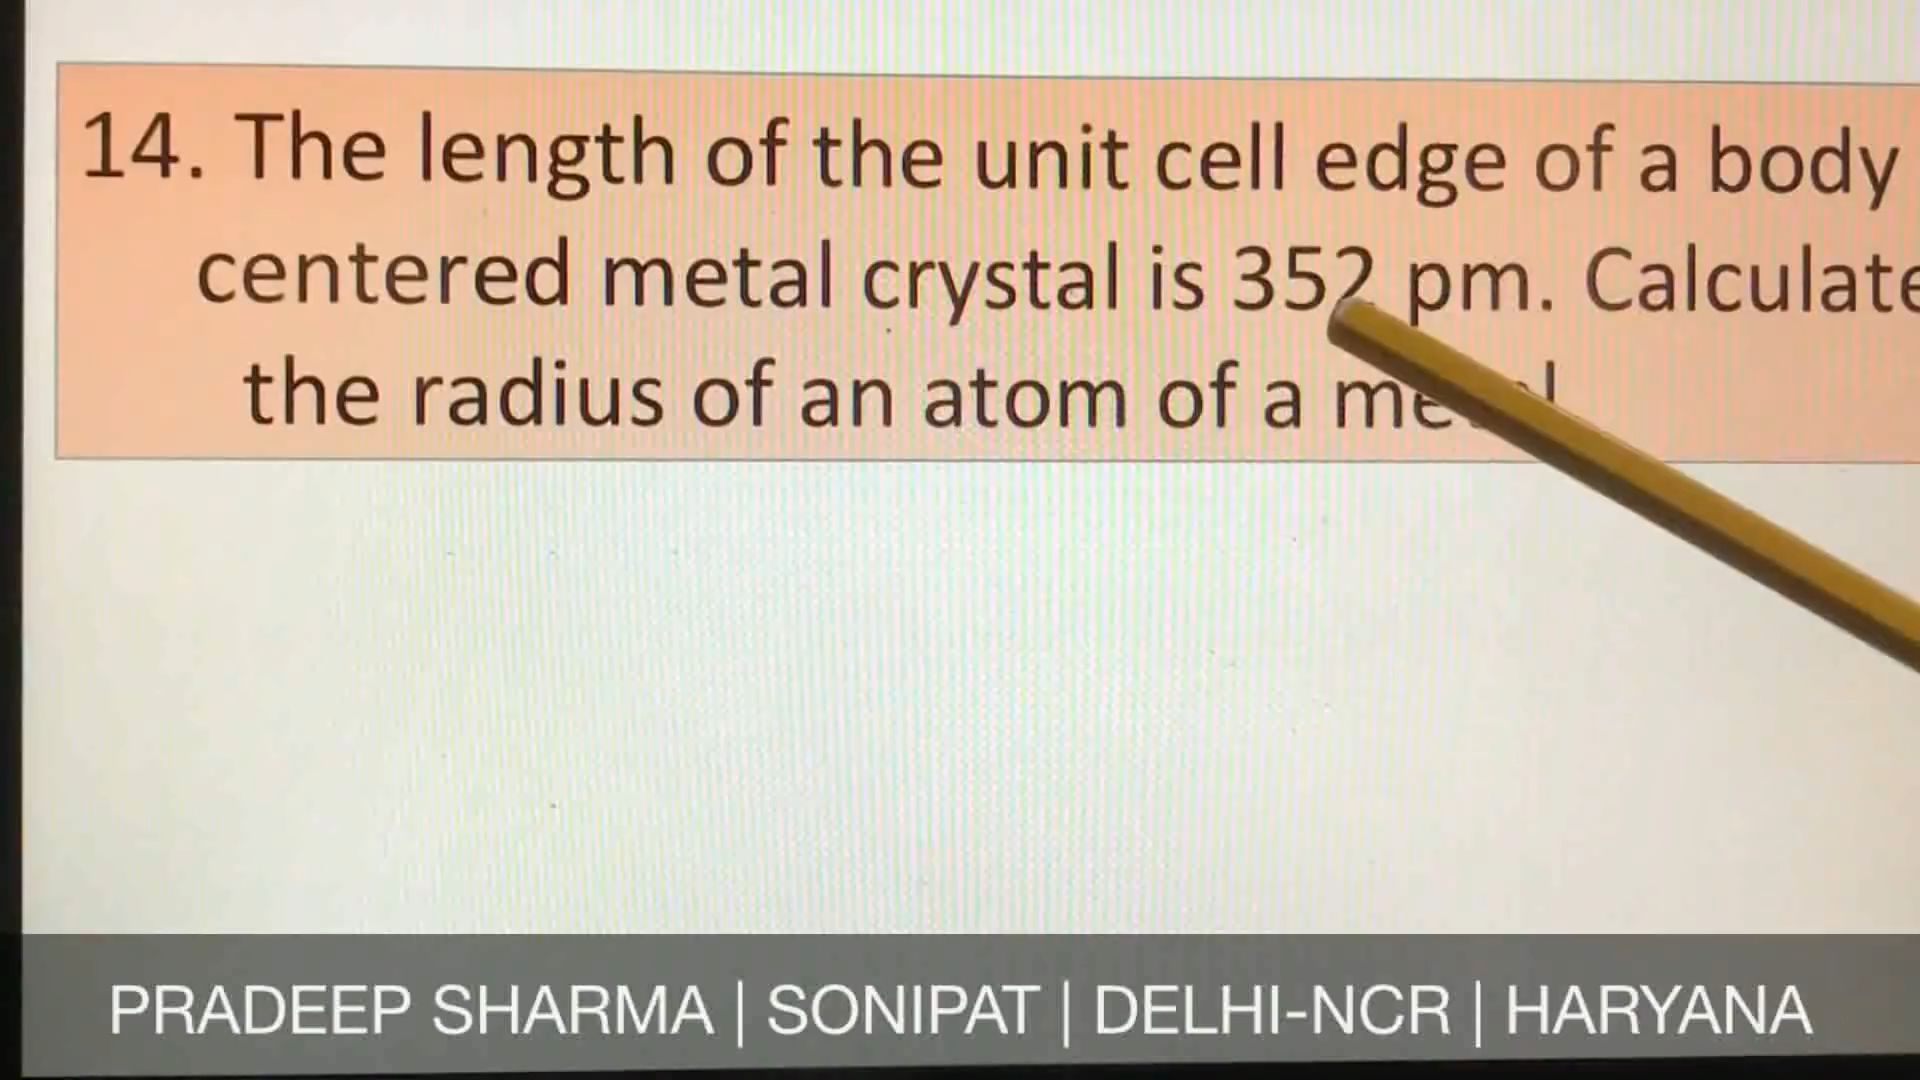 14. The length of the unit cell edge of a body
centered metal crystal is 352 pm. Calculate
the radius of an atom of a
PRADEEP SHARMA | SONIPAT | DELHI-NCR | HARYANA